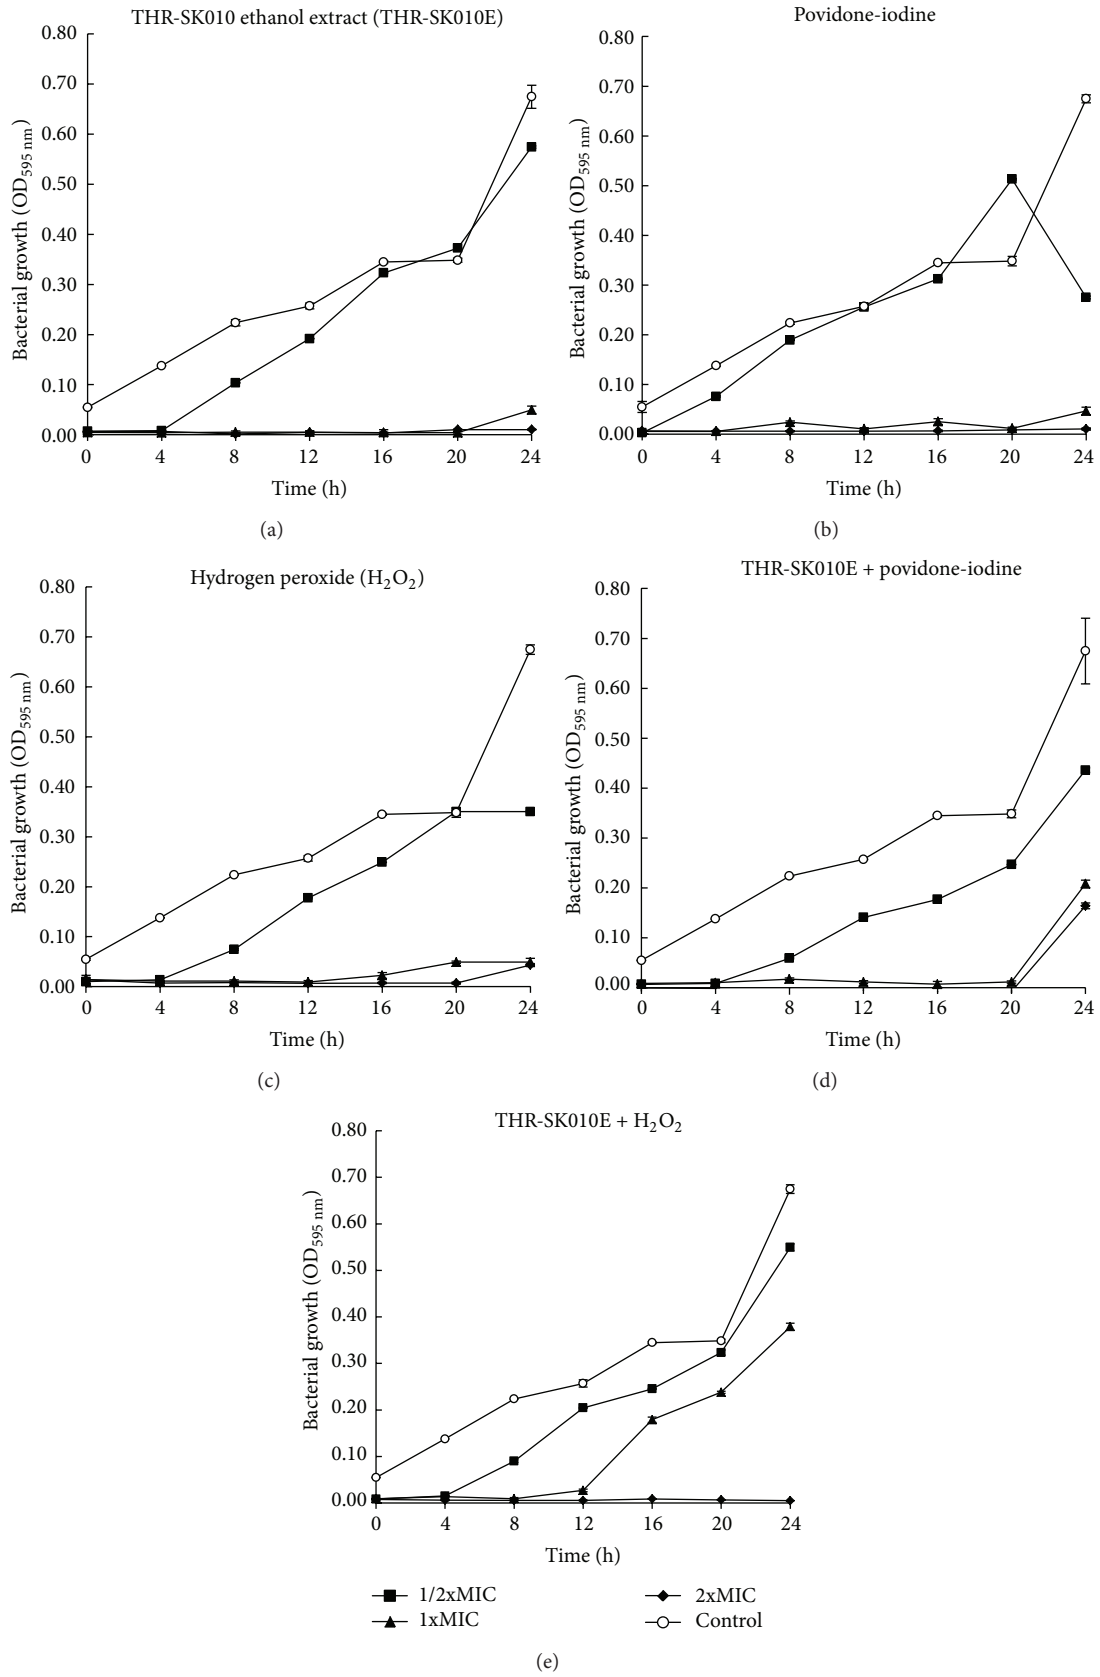 THR-SK010 ethanol extract (THR-SK010E)
Bacterial growth (OD595 nm)
0.80
0.70
0.60
0.50
0.40
0.30
0.20
0.10
0.00
0 4 8 12 16 20 24
Time (h)
(a)
Povidone-iodine
Bacterial growth (OD595 nm)
0.80
0.70
0.60
0.50
0.40
0.30
0.20
0.10
0.00
0 4 8 12 16 20 24
Time (h)
(b)
Hydrogen peroxide (H2O2)
Bacterial growth (OD595 nm)
0.80
0.70
0.60
0.50
0.40
0.30
0.20
0.10
0.00
0 4 8 12 16 20 24
Time (h)
(c)
THR-SK010E + povidone-iodine
Bacterial growth (OD595 nm)
0.80
0.70
0.60
0.50
0.40
0.30
0.20
0.10
0.00
0 4 8 12 16 20 24
Time (h)
(d)
THR-SK010E + H2O2
Bacterial growth (OD595 nm)
0.80
0.70
0.60
0.50
0.40
0.30
0.20
0.10
0.00
0 4 8 12 16 20 24
Time (h)
1/2xMIC
1xMIC
2xMIC
Control
(e)